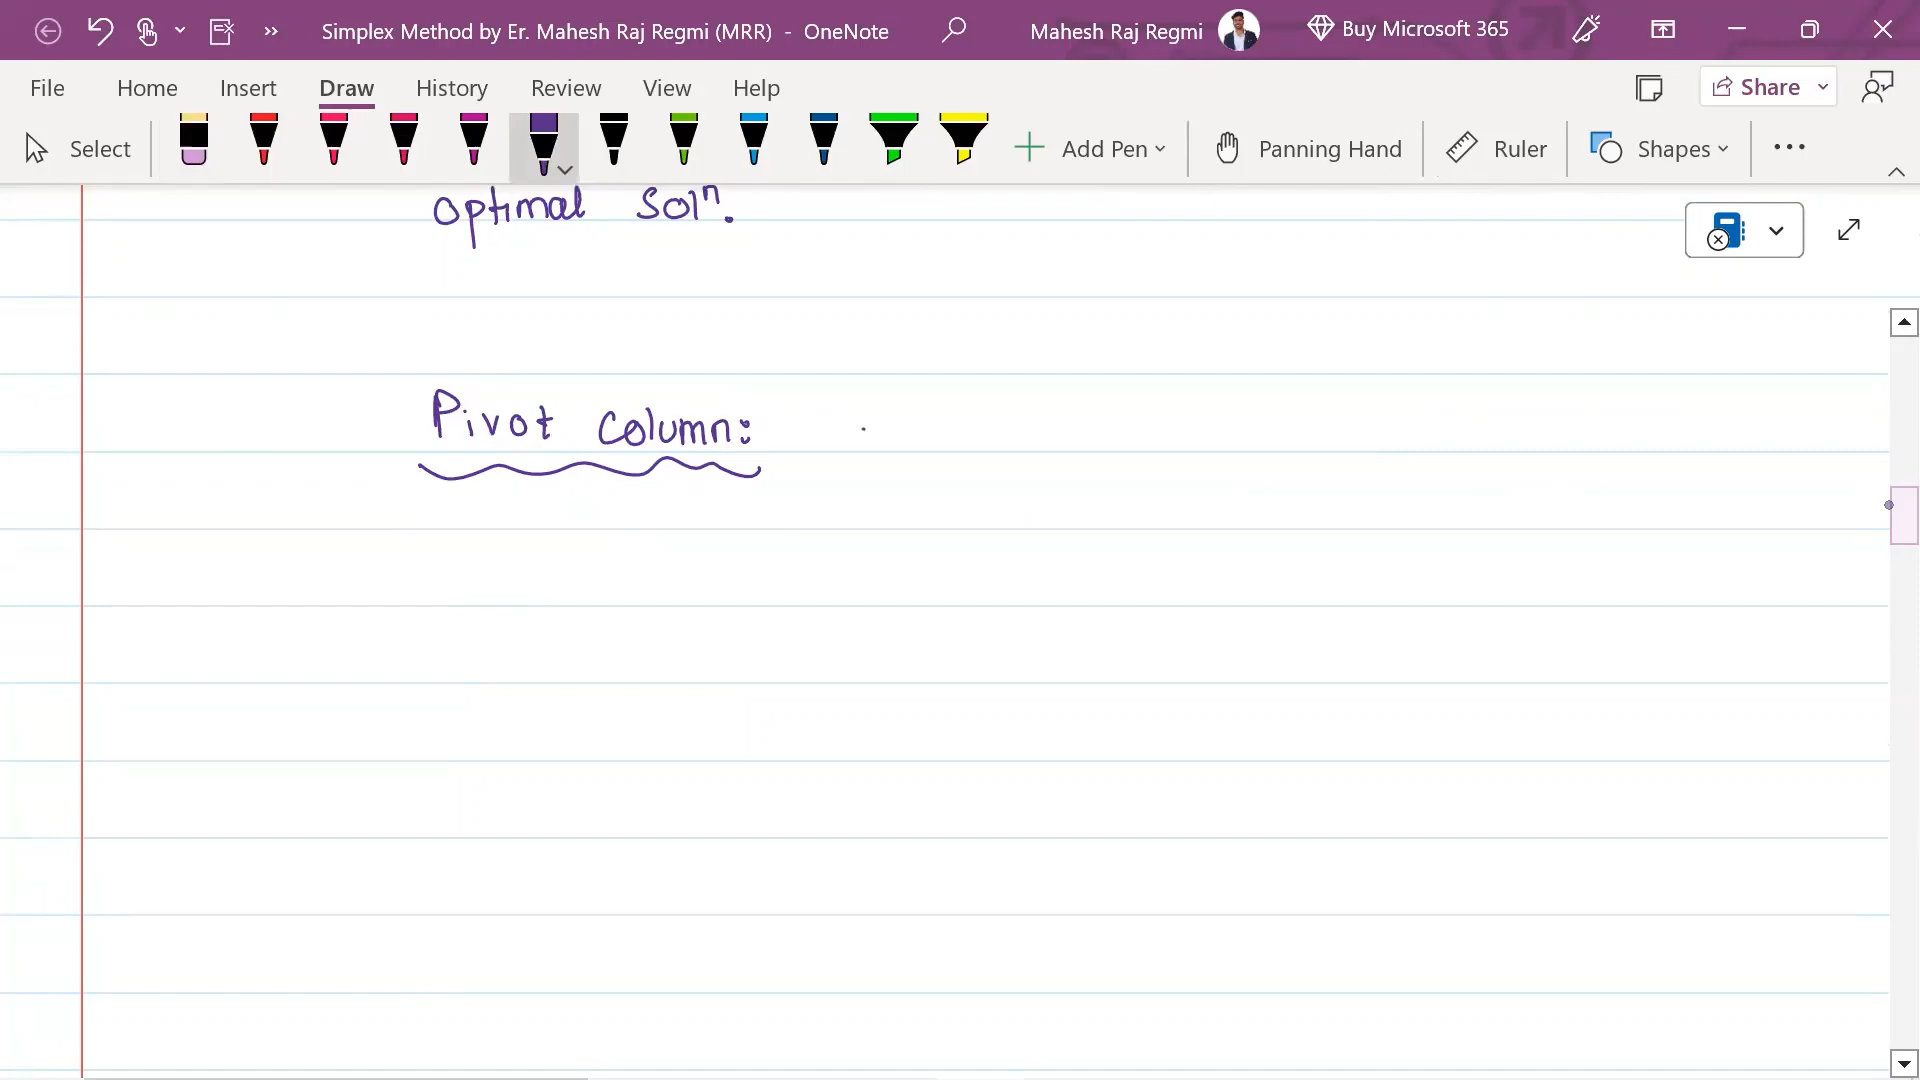 Simplex Method by Er. Mahesh Raj Regmi (MRR) - OneNote
Mahesh Raj Regmi
Buy Microsoft 365
File Home Insert Draw History Review View Help
Share
Select
Add Pen
Panning Hand
Ruler
Shapes
optimal Solⁿ.
Pivot Column: